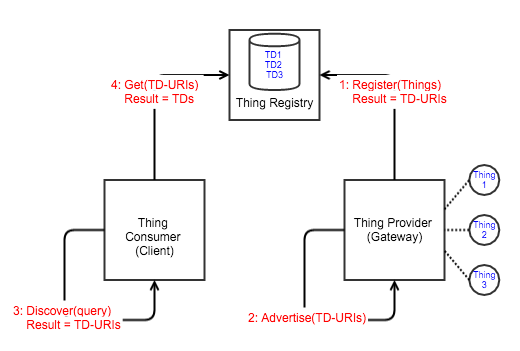 TD1
TD2
TD3
Thing Registry
4: Get(TD-URIs)
Result = TDs
1: Register(Things)
Result = TD-URIs
Thing
Consumer
(Client)
Thing Provider
(Gateway)
Thing
1
Thing
2
Thing
3
3: Discover(query)
Result = TD-URIs
2: Advertise(TD-URIs)